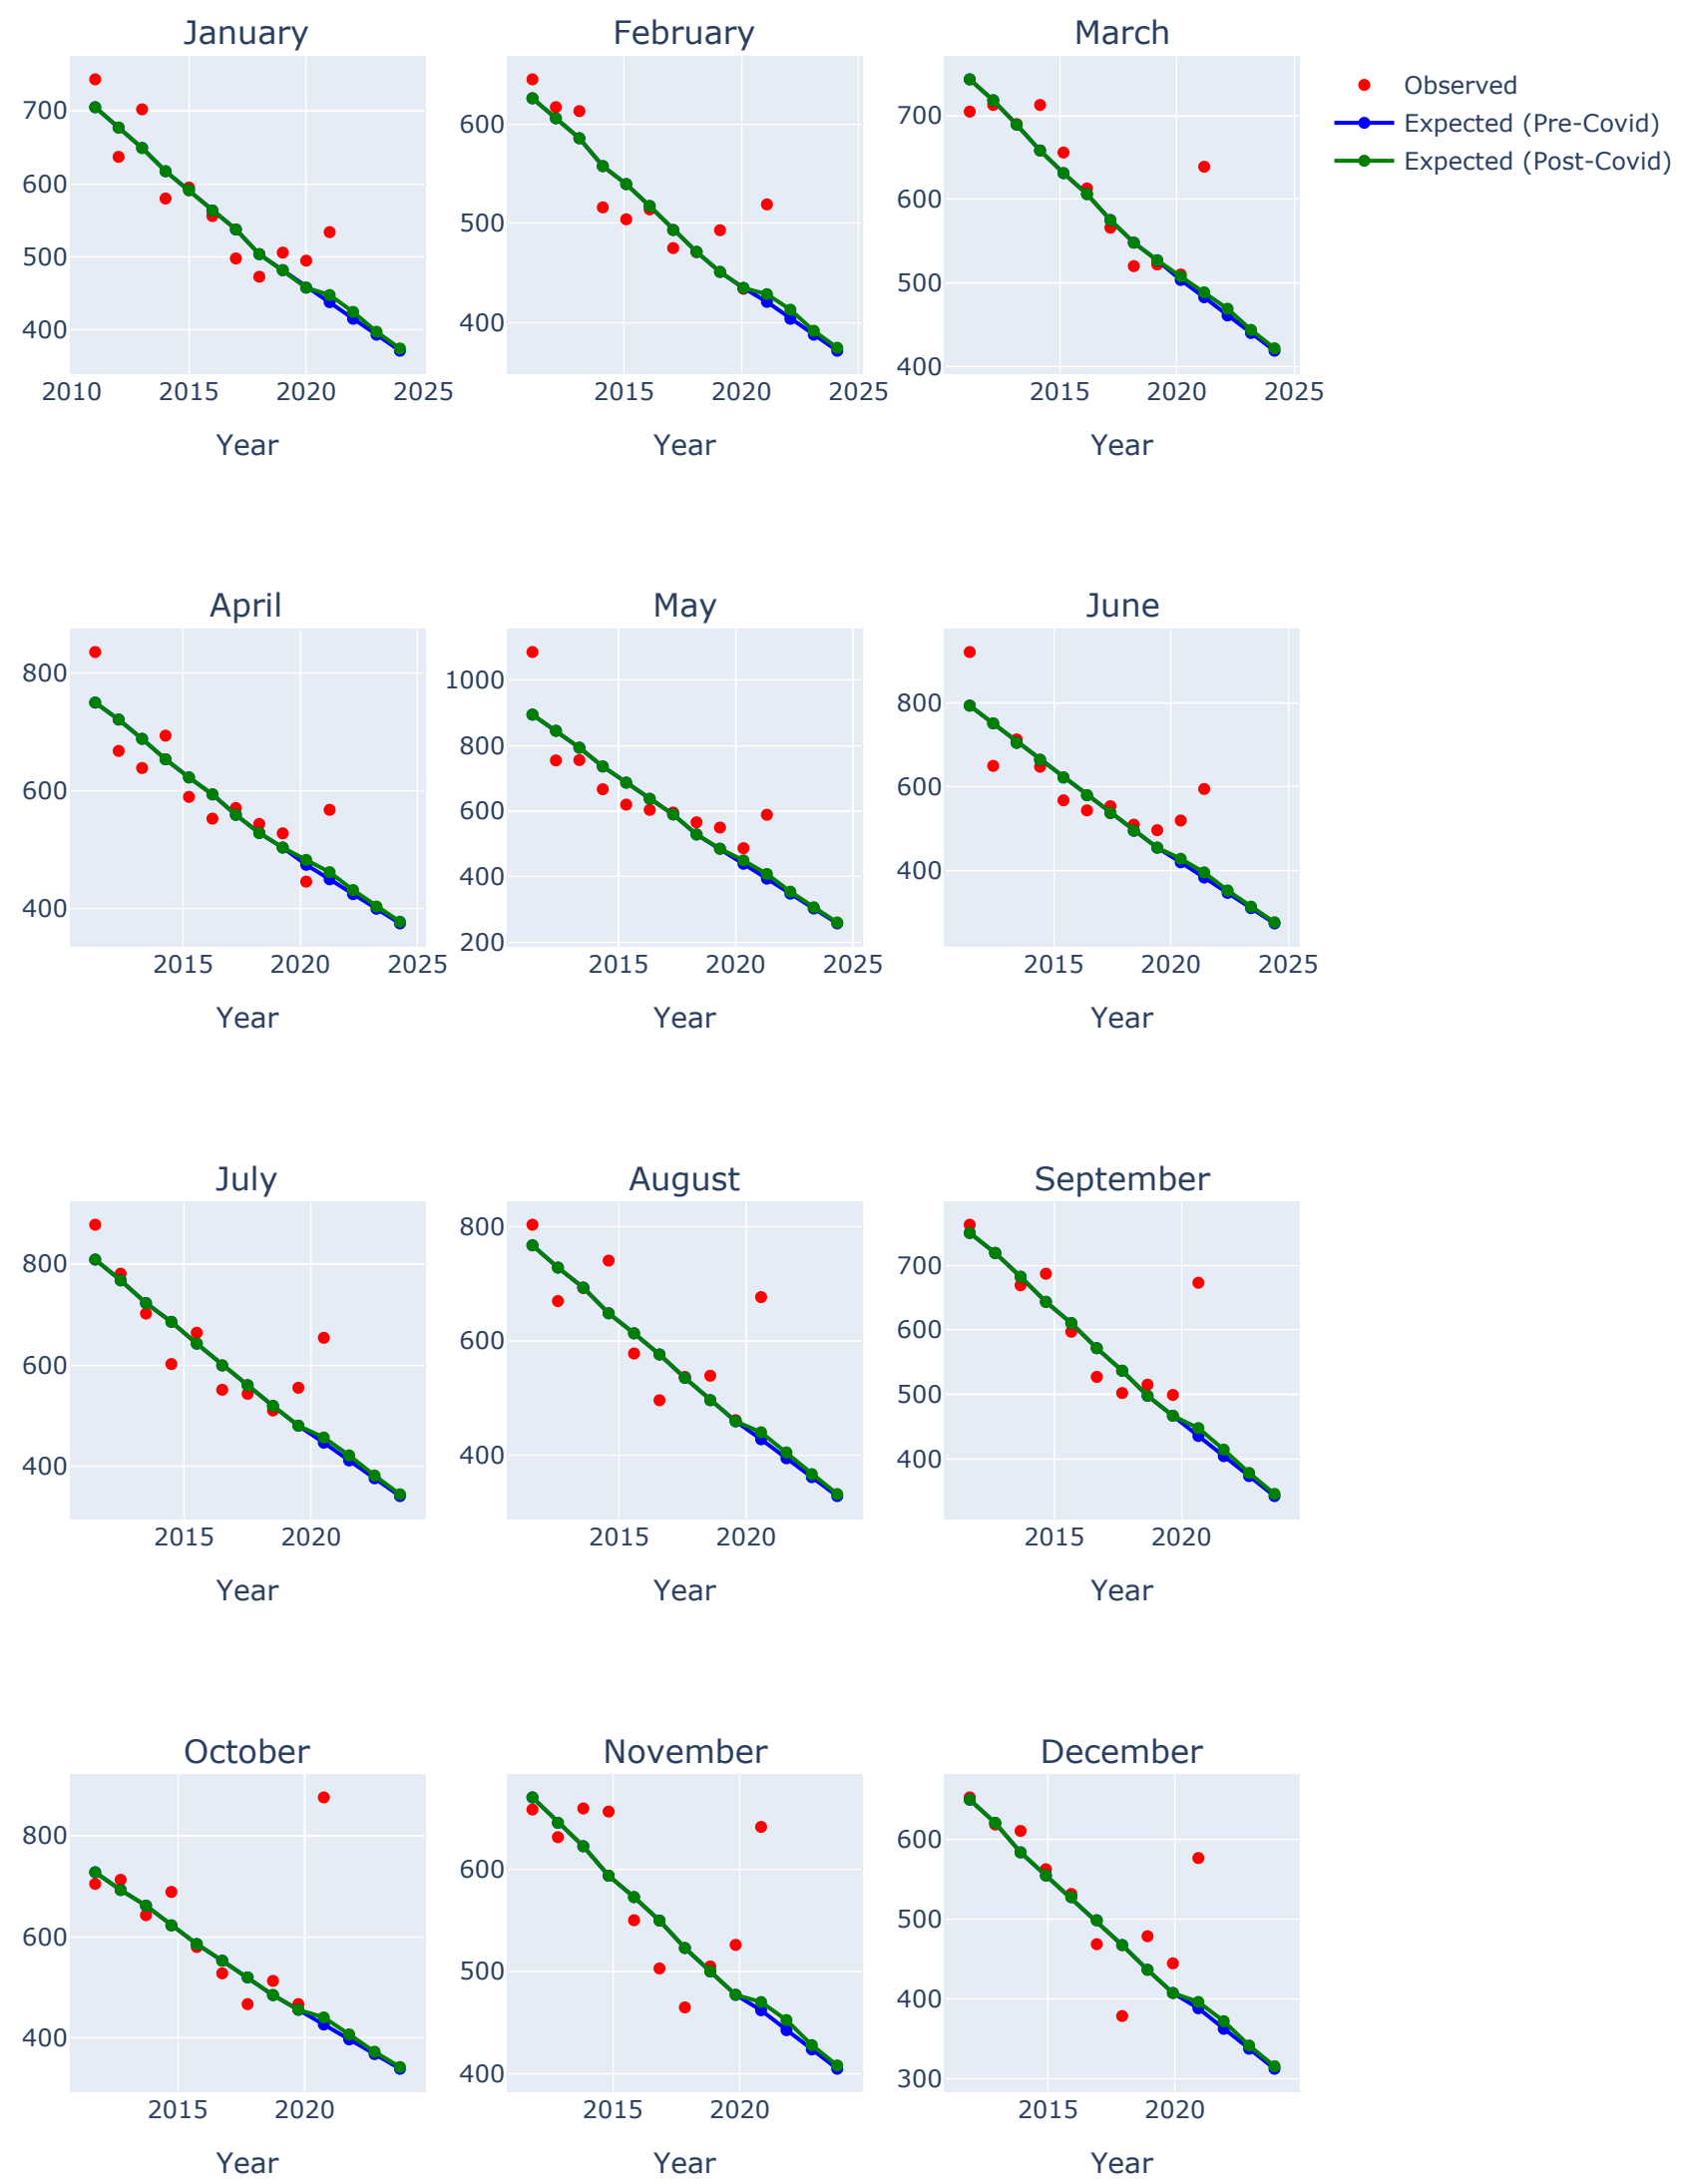 January February March
Observed
Expected (Pre-Covid)
Expected (Post-Covid)
700
600
500
400
2010 2015 2020 2025
Year
600
500
400
2015 2020 2025
Year
700
600
500
400
2015 2020 2025
Year
April May June
800
600
400
2015 2020 2025
Year
1000
800
600
400
200
2015 2020 2025
Year
800
600
400
2015 2020 2025
Year
July August September
800
600
400
2015 2020
Year
800
600
400
2015 2020
Year
700
600
500
400
2015 2020
Year
October November December
800
600
400
2015 2020
Year
600
500
400
2015 2020
Year
600
500
400
300
2015 2020
Year